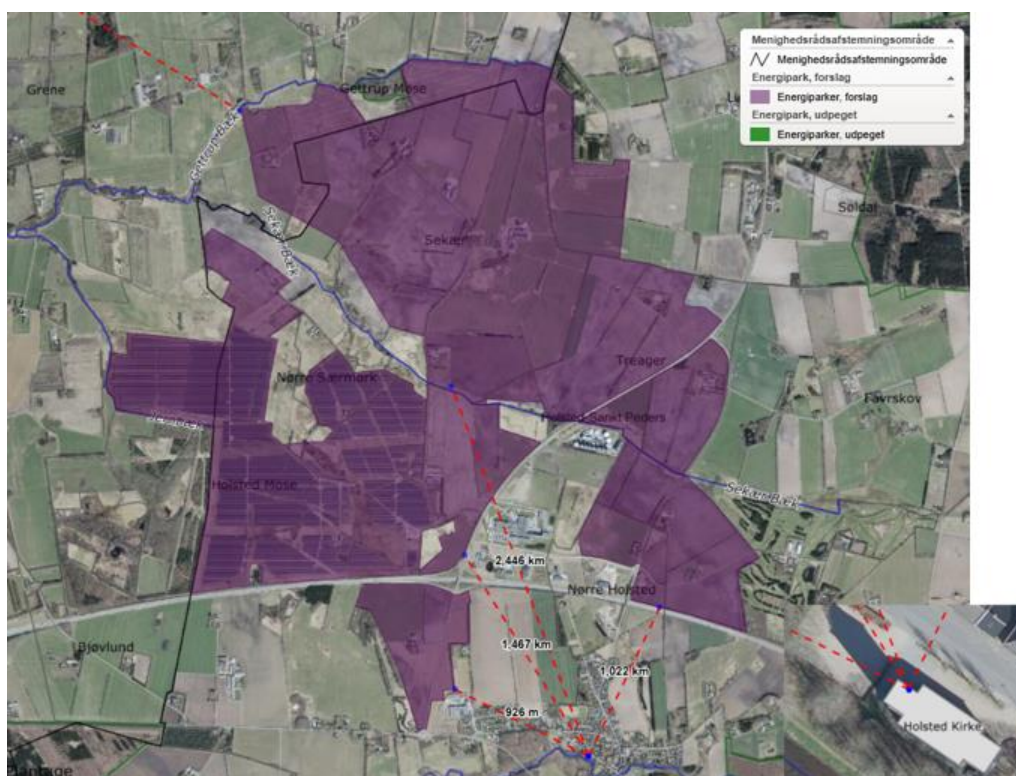 Menighedsrådsafstemningsområde
Menighedsrådsafstemningsområde
Energipark, forslag
Energiparker, forslag
Energipark, udpeget
Energiparker, udpeget
Grene
Gettrup Mose
Gettrup Bæk
Søldal
Sekær Bæk
Sekær
Treager
Nørre Særmark
Favrskov
Holsted Sankt Peders
Holsted Mose
Sekær Bæk
2,446 km
Nørre Holsted
Bjøvlund
1,467 km
1,022 km
926 m
Holsted Kirke
Plantage